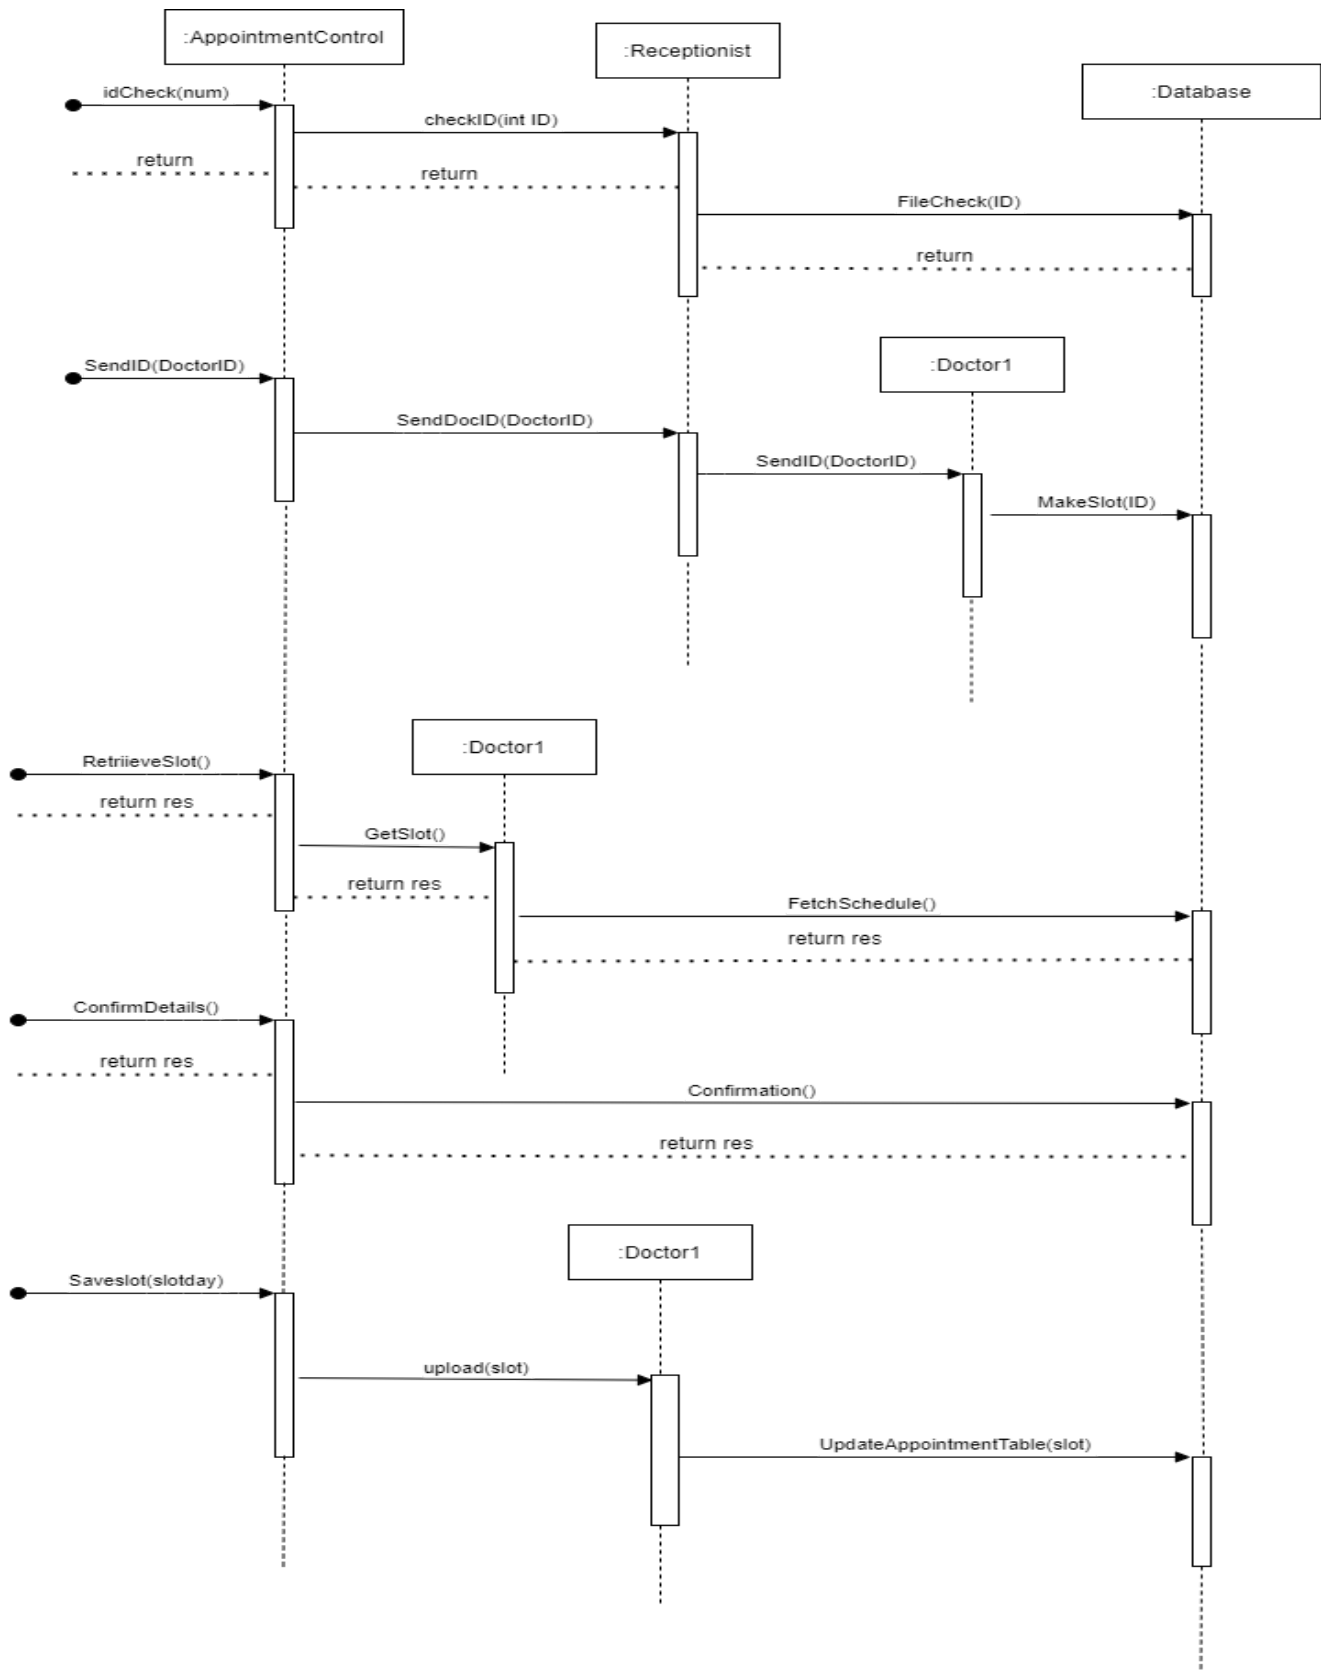 :AppointmentControl
:Receptionist
:Database
idCheck(num)
checkID(int ID)
return
return
FileCheck(ID)
return
:Doctor1
SendID(DoctorID)
SendDocID(DoctorID)
SendID(DoctorID)
MakeSlot(ID)
:Doctor1
RetriieveSlot()
return res
GetSlot()
return res
FetchSchedule()
return res
ConfirmDetails()
return res
Confirmation()
return res
:Doctor1
Saveslot(slotday)
upload(slot)
UpdateAppointmentTable(slot)